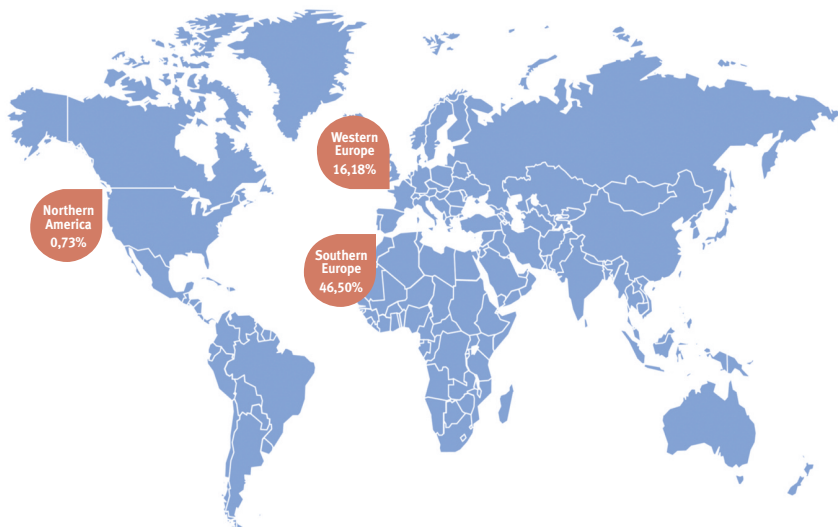 Western
Europe
16,18%
Northern
America
0,73%
Southern
Europe
46,50%